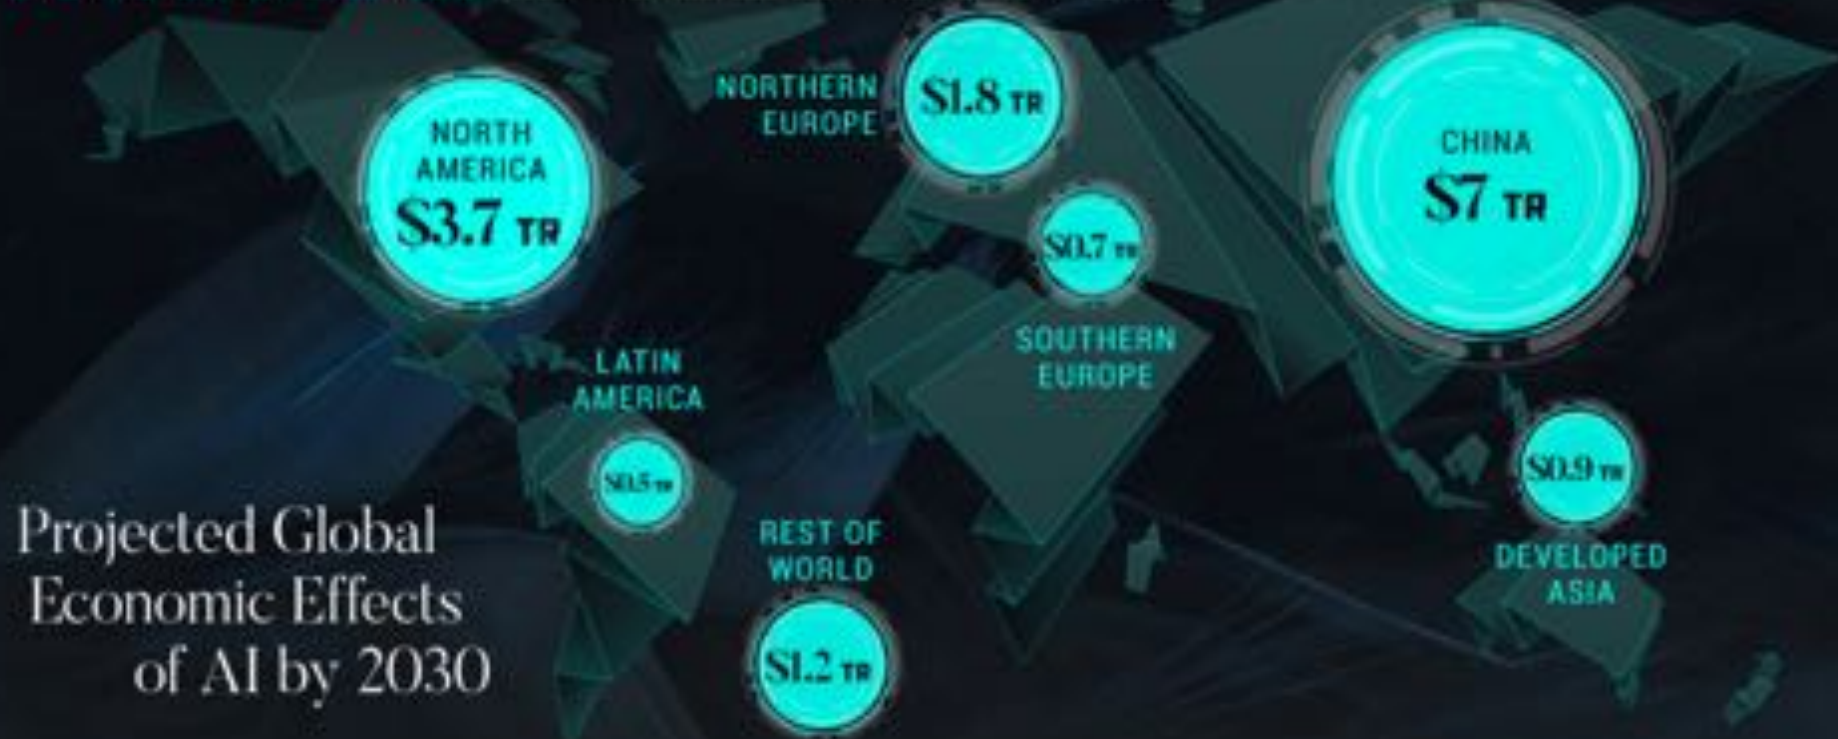 NORTH
AMERICA
$3.7 TR
NORTHERN
EUROPE
$1.8 TR
CHINA
$7 TR
$0.7 TR
SOUTHERN
EUROPE
LATIN
AMERICA
$0.5 TR
$0.9 TR
DEVELOPED
ASIA
REST OF
WORLD
$1.2 TR
Projected Global
Economic Effects
of AI by 2030